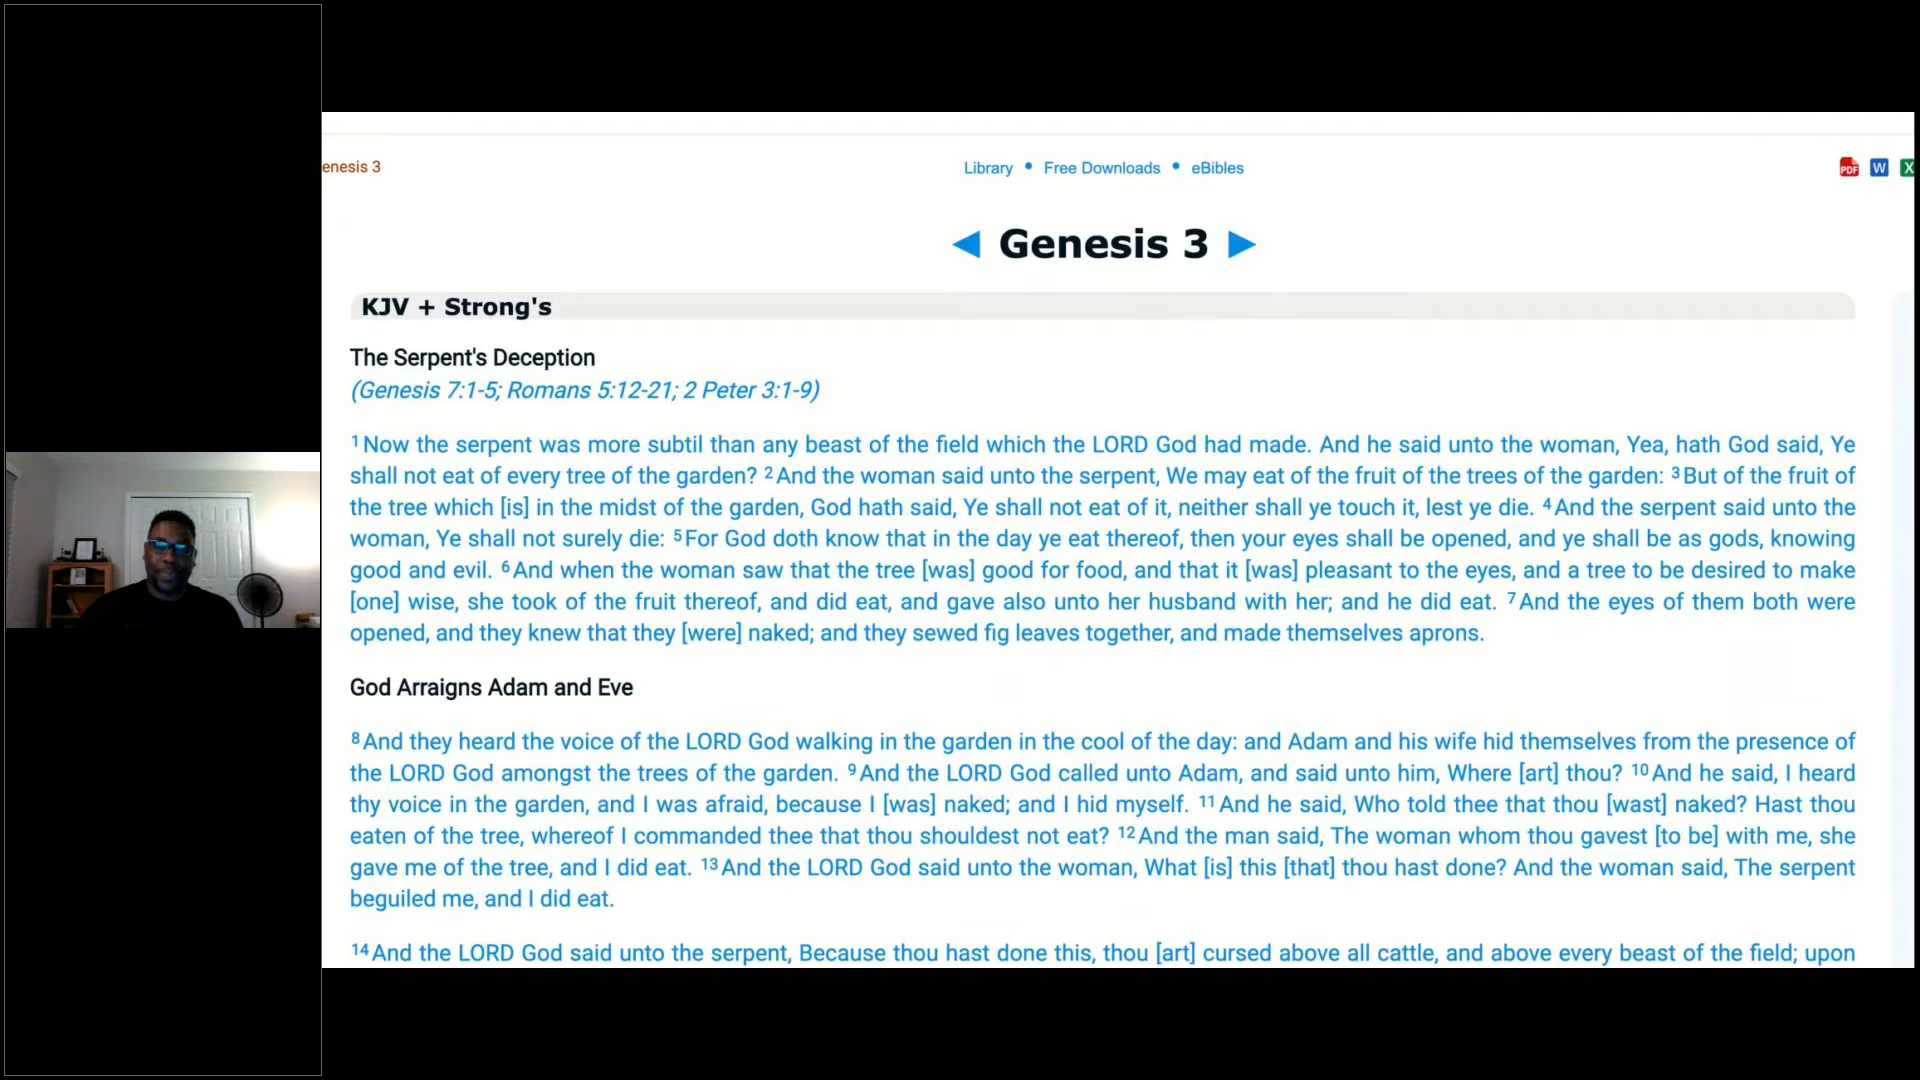 enesis 3
Library • Free Downloads • eBibles
PDF W X
◄ Genesis 3 ►
KJV + Strong's
The Serpent's Deception
(Genesis 7:1-5; Romans 5:12-21; 2 Peter 3:1-9)
1 Now the serpent was more subtil than any beast of the field which the LORD God had made. And he said unto the woman, Yea, hath God said, Ye
shall not eat of every tree of the garden? 2 And the woman said unto the serpent, We may eat of the fruit of the trees of the garden: 3 But of the fruit of
the tree which [is] in the midst of the garden, God hath said, Ye shall not eat of it, neither shall ye touch it, lest ye die. 4 And the serpent said unto the
woman, Ye shall not surely die: 5 For God doth know that in the day ye eat thereof, then your eyes shall be opened, and ye shall be as gods, knowing
good and evil. 6 And when the woman saw that the tree [was] good for food, and that it [was] pleasant to the eyes, and a tree to be desired to make
[one] wise, she took of the fruit thereof, and did eat, and gave also unto her husband with her; and he did eat. 7 And the eyes of them both were
opened, and they knew that they [were] naked; and they sewed fig leaves together, and made themselves aprons.
God Arraigns Adam and Eve
8 And they heard the voice of the LORD God walking in the garden in the cool of the day: and Adam and his wife hid themselves from the presence of
the LORD God amongst the trees of the garden. 9 And the LORD God called unto Adam, and said unto him, Where [art] thou? 10 And he said, I heard
thy voice in the garden, and I was afraid, because I [was] naked; and I hid myself. 11 And he said, Who told thee that thou [wast] naked? Hast thou
eaten of the tree, whereof I commanded thee that thou shouldest not eat? 12 And the man said, The woman whom thou gavest [to be] with me, she
gave me of the tree, and I did eat. 13 And the LORD God said unto the woman, What [is] this [that] thou hast done? And the woman said, The serpent
beguiled me, and I did eat.
14 And the LORD God said unto the serpent, Because thou hast done this, thou [art] cursed above all cattle, and above every beast of the field; upon